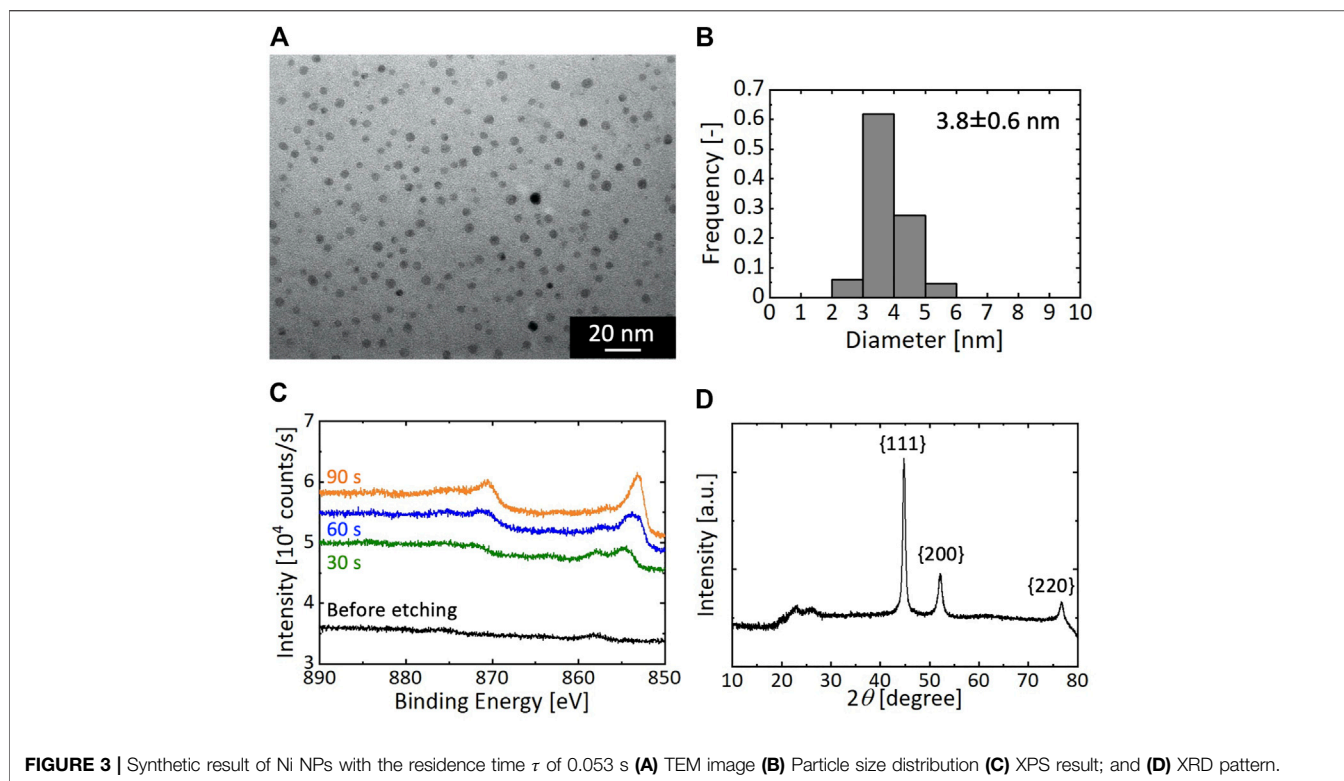 A
20 nm
B
Frequency [-]
0.7
0.6
0.5
0.4
0.3
0.2
0.1
0
3.8±0.6 nm
0 1 2 3 4 5 6 7 8 9 10
Diameter [nm]
C
Intensity [10⁴ counts/s]
7
6
5
4
3
90 s
60 s
30 s
Before etching
890 880 870 860 850
Binding Energy [eV]
D
Intensity [a.u.]
{111}
{200}
{220}
10 20 30 40 50 60 70 80
2θ [degree]
FIGURE 3 | Synthetic result of Ni NPs with the residence time τ of 0.053 s (A) TEM image (B) Particle size distribution (C) XPS result; and (D) XRD pattern.